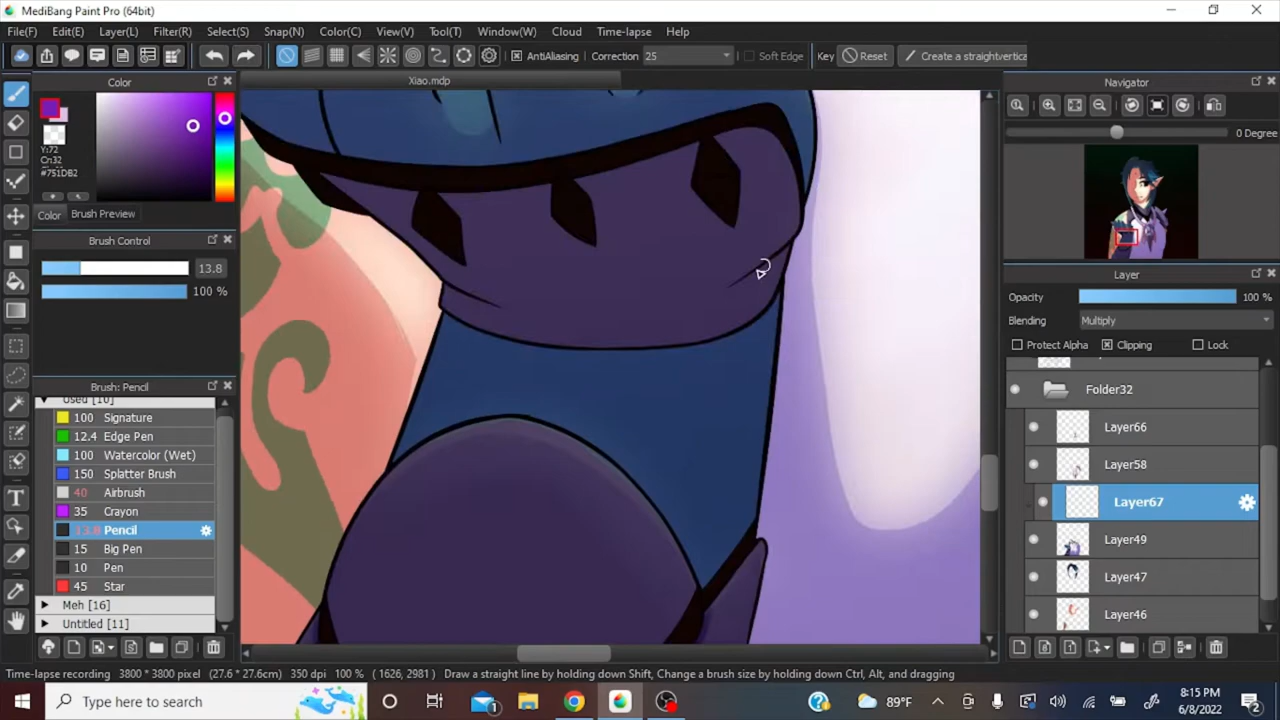 MediBang Paint Pro (64bit)
File(F) Edit(E) Layer(L) Filter(R) Select(S) Snap(N) Color(C) View(V) Tool(T) Window(W) Cloud Time-lapse Help
AntiAliasing Correction 25 Soft Edge Key Reset Create a straightvertica
Color
Xiao.mdp
Navigator
Y:72
Cn:32
#751DB2
0 Degree
Color Brush Preview
Brush Control
13.8
100 %
Layer
Opacity 100 %
Blending Multiply
Protect Alpha Clipping Lock
Brush: Pencil
Used [10]
100 Signature
12.4 Edge Pen
100 Watercolor (Wet)
150 Splatter Brush
40 Airbrush
35 Crayon
13.8 Pencil
15 Big Pen
10 Pen
45 Star
Meh [16]
Untitled [11]
Folder32
Layer66
Layer58
Layer67
Layer49
Layer47
Layer46
Time-lapse recording 3800 * 3800 pixel (27.6 * 27.6cm) 350 dpi 100 % ( 1626, 2981 ) Draw a straight line by holding down Shift, Change a brush size by holding down Ctrl, Alt, and dragging
Type here to search
1
89°F
8:15 PM
6/8/2022
2